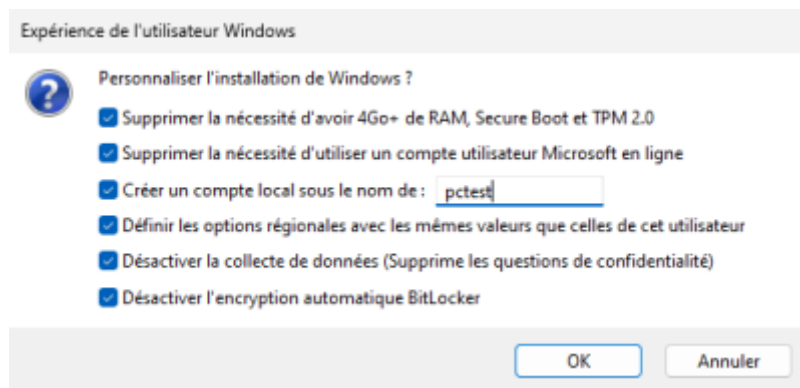 Expérience de l'utilisateur Windows
Personnaliser l'installation de Windows ?
Supprimer la nécessité d'avoir 4Go+ de RAM, Secure Boot et TPM 2.0
Supprimer la nécessité d'utiliser un compte utilisateur Microsoft en ligne
Créer un compte local sous le nom de : pctest
Définir les options régionales avec les mêmes valeurs que celles de cet utilisateur
Désactiver la collecte de données (Supprime les questions de confidentialité)
Désactiver l'encryption automatique BitLocker
OK Annuler